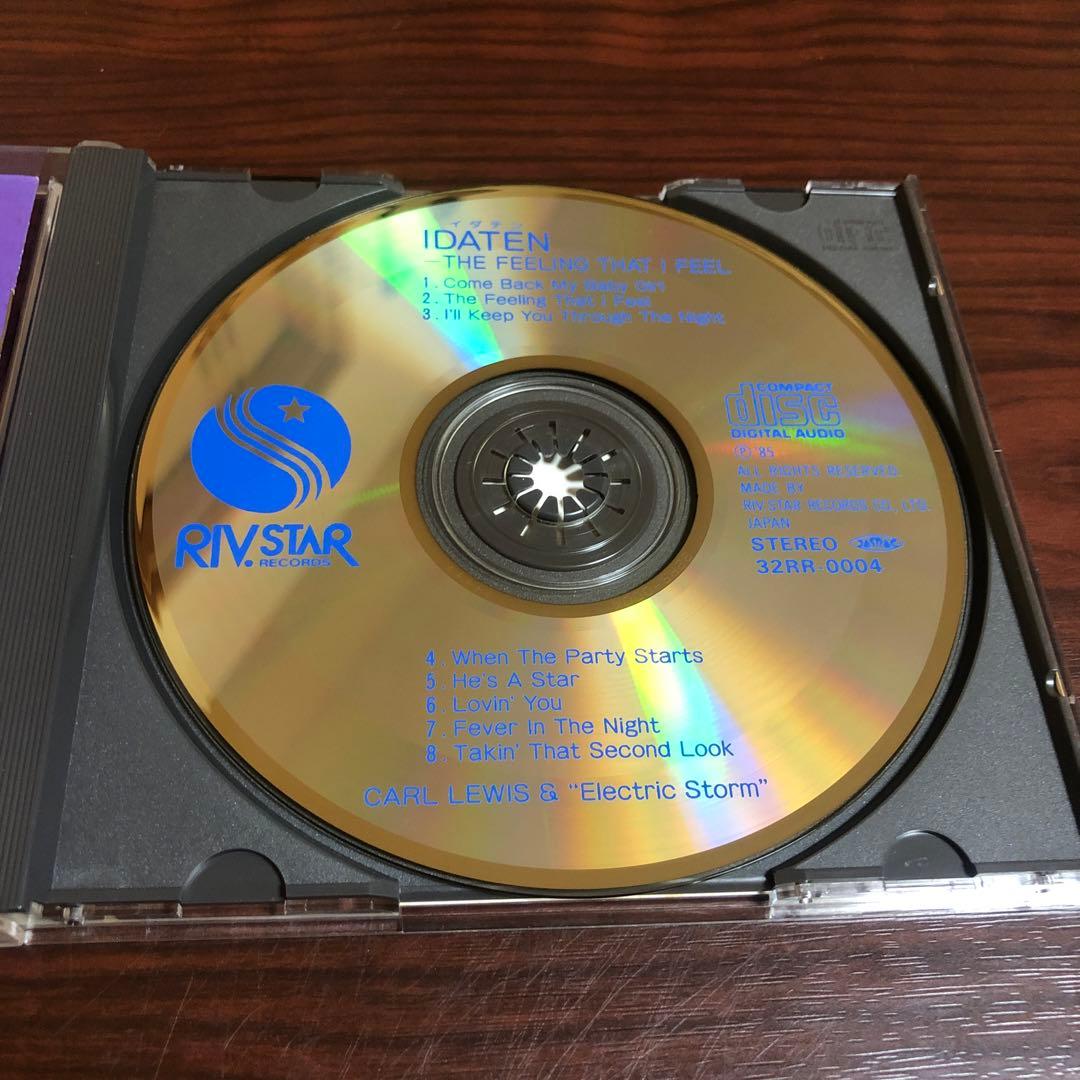 イダテン
IDATEN
—THE FEELING THAT I FEEL
1. Come Back My Baby Girl
2. The Feeling That I Feel
3. I'll Keep You Through The Night
RIV.STAR
RECORDS
COMPACT
disc
DIGITAL AUDIO
Ⓟ'85
ALL RIGHTS RESERVED.
MADE BY
RIV.STAR RECORDS CO., LTD.
JAPAN
STEREO JASRAC
32RR-0004
4. When The Party Starts
5. He's A Star
6. Lovin' You
7. Fever In The Night
8. Takin' That Second Look
CARL LEWIS & "Electric Storm"